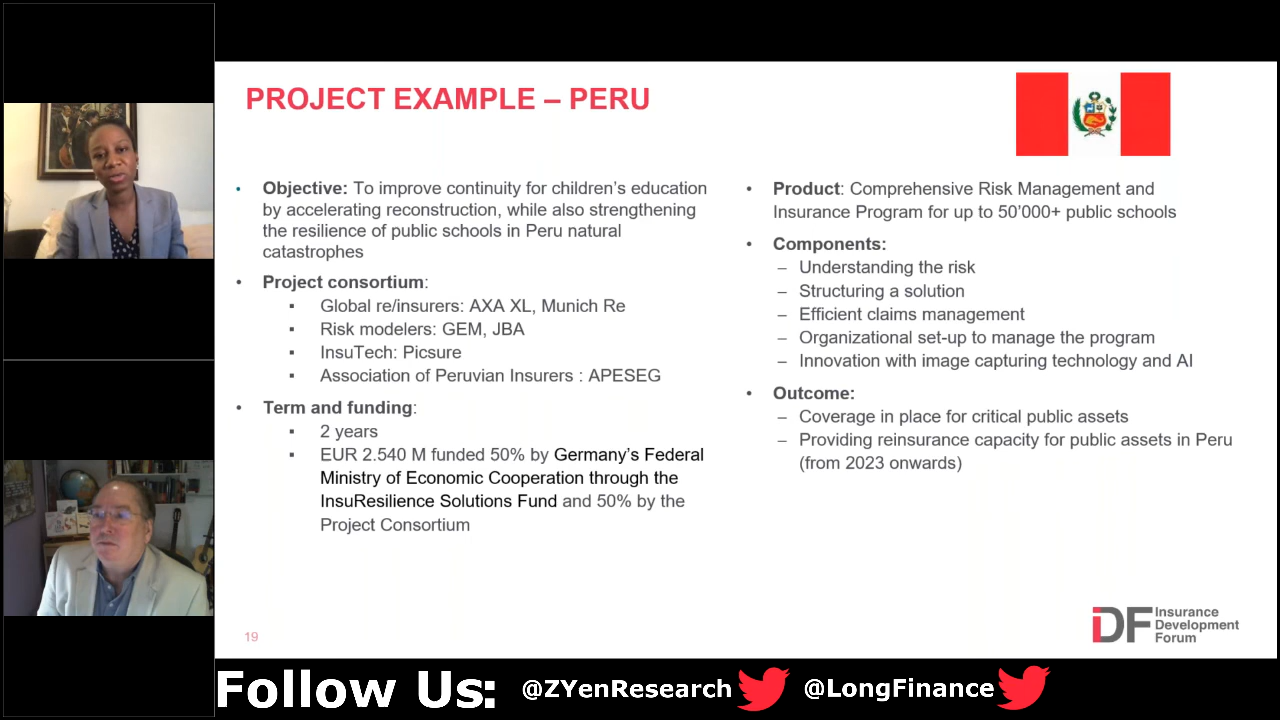 PROJECT EXAMPLE – PERU
• Objective: To improve continuity for children's education
by accelerating reconstruction, while also strengthening
the resilience of public schools in Peru natural
catastrophes
• Project consortium:
▪ Global re/insurers: AXA XL, Munich Re
▪ Risk modelers: GEM, JBA
▪ InsuTech: Picsure
▪ Association of Peruvian Insurers : APESEG
• Term and funding:
▪ 2 years
▪ EUR 2.540 M funded 50% by Germany's Federal
Ministry of Economic Cooperation through the
InsuResilience Solutions Fund and 50% by the
Project Consortium
• Product: Comprehensive Risk Management and
Insurance Program for up to 50'000+ public schools
• Components:
– Understanding the risk
– Structuring a solution
– Efficient claims management
– Organizational set-up to manage the program
– Innovation with image capturing technology and AI
• Outcome:
– Coverage in place for critical public assets
– Providing reinsurance capacity for public assets in Peru
(from 2023 onwards)
19
iDF Insurance
Development
Forum
Follow Us: @ZYenResearch @LongFinance